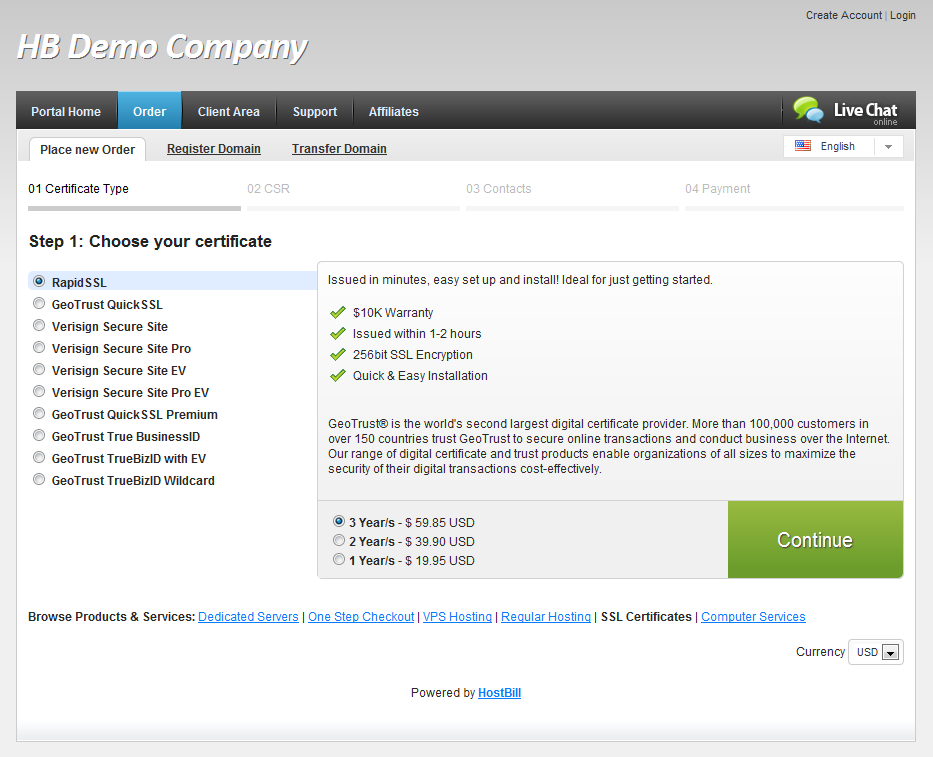 Create Account | Login
HB Demo Company
Portal Home Order Client Area Support Affiliates Live Chat
online
Place new Order Register Domain Transfer Domain English
01 Certificate Type 02 CSR 03 Contacts 04 Payment
Step 1: Choose your certificate
RapidSSL
GeoTrust QuickSSL
Verisign Secure Site
Verisign Secure Site Pro
Verisign Secure Site EV
Verisign Secure Site Pro EV
GeoTrust QuickSSL Premium
GeoTrust True BusinessID
GeoTrust TrueBizID with EV
GeoTrust TrueBizID Wildcard
Issued in minutes, easy set up and install! Ideal for just getting started.
$10K Warranty
Issued within 1-2 hours
256bit SSL Encryption
Quick & Easy Installation
GeoTrust® is the world's second largest digital certificate provider. More than 100,000 customers in
over 150 countries trust GeoTrust to secure online transactions and conduct business over the Internet.
Our range of digital certificate and trust products enable organizations of all sizes to maximize the
security of their digital transactions cost-effectively.
3 Year/s - $ 59.85 USD
2 Year/s - $ 39.90 USD
1 Year/s - $ 19.95 USD
Continue
Browse Products & Services: Dedicated Servers | One Step Checkout | VPS Hosting | Regular Hosting | SSL Certificates | Computer Services
Currency USD
Powered by HostBill